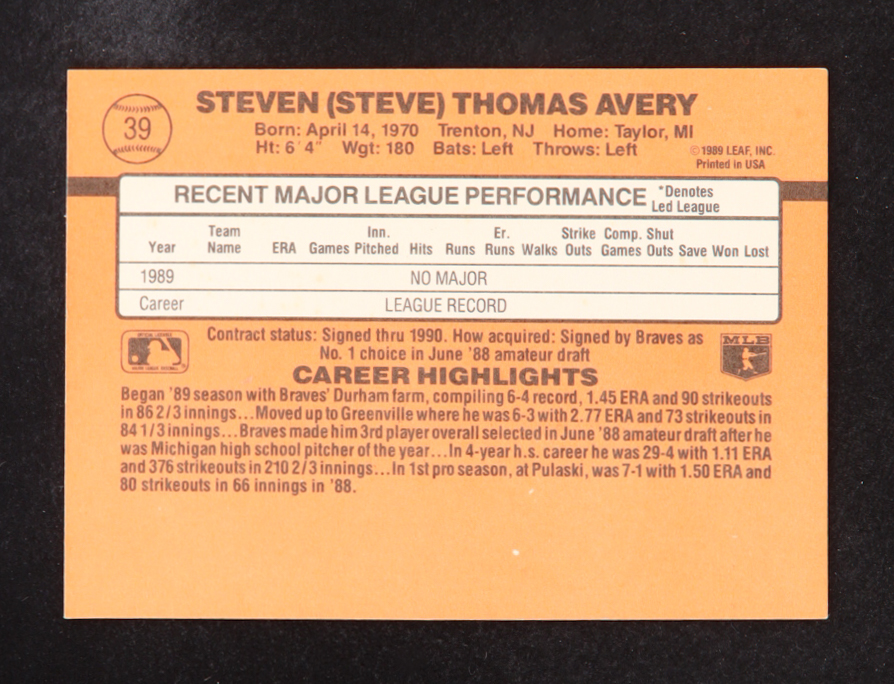 39
STEVEN (STEVE) THOMAS AVERY
Born: April 14, 1970 Trenton, NJ Home: Taylor, MI
Ht: 6' 4" Wgt: 180 Bats: Left Throws: Left
©1989 LEAF, INC.
Printed in USA
RECENT MAJOR LEAGUE PERFORMANCE *Denotes Led League
Year Team Name ERA Games Inn. Pitched Hits Runs Er. Runs Walks Strike Outs Comp. Games Shut Outs Save Won Lost
1989 NO MAJOR
Career LEAGUE RECORD
Contract status: Signed thru 1990. How acquired: Signed by Braves as
No. 1 choice in June '88 amateur draft
MLB
CAREER HIGHLIGHTS
Began '89 season with Braves' Durham farm, compiling 6-4 record, 1.45 ERA and 90 strikeouts
in 86 2/3 innings...Moved up to Greenville where he was 6-3 with 2.77 ERA and 73 strikeouts in
84 1/3 innings...Braves made him 3rd player overall selected in June '88 amateur draft after he
was Michigan high school pitcher of the year...In 4-year h.s. career he was 29-4 with 1.11 ERA
and 376 strikeouts in 210 2/3 innings...In 1st pro season, at Pulaski, was 7-1 with 1.50 ERA and
80 strikeouts in 66 innings in '88.